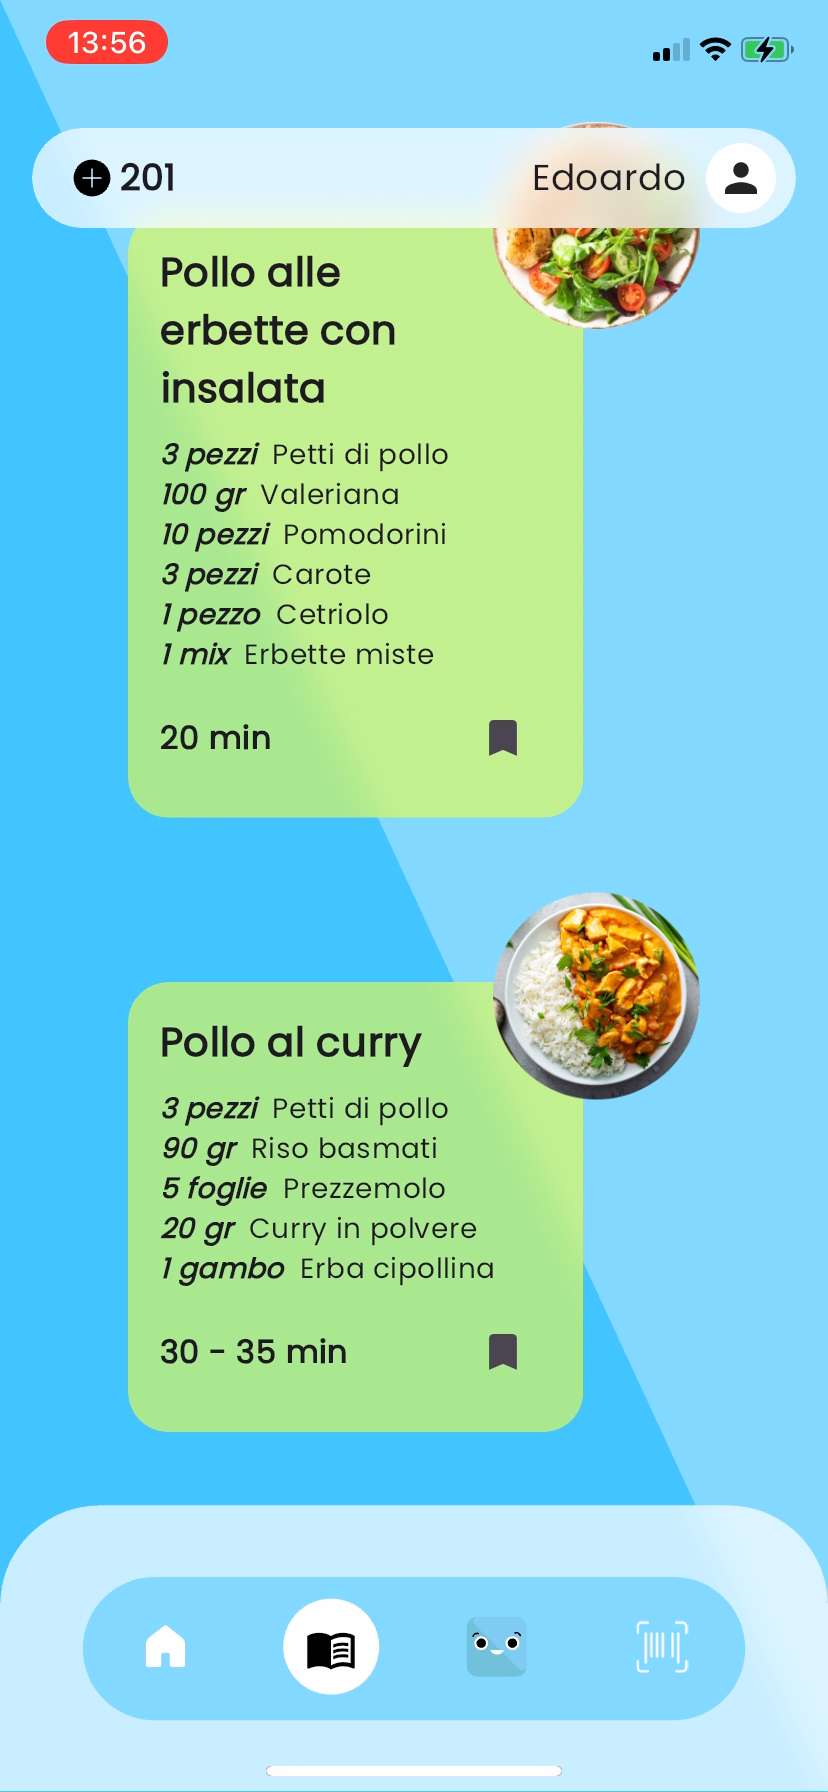 13:56
201
Edoardo
Pollo alle
erbette con
insalata
3 pezzi Petti di pollo
100 gr Valeriana
10 pezzi Pomodorini
3 pezzi Carote
1 pezzo Cetriolo
1 mix Erbette miste
20 min
Pollo al curry
3 pezzi Petti di pollo
90 gr Riso basmati
5 foglie Prezzemolo
20 gr Curry in polvere
1 gambo Erba cipollina
30 - 35 min